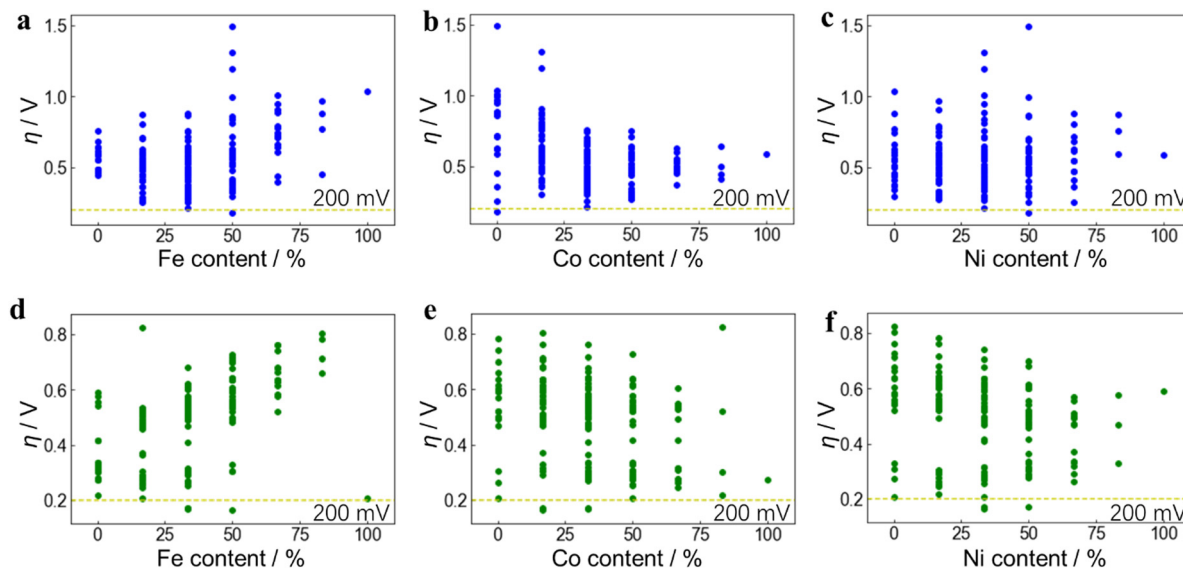 a
1.5
1.0
0.5
η / V
200 mV
0 25 50 75 100
Fe content / %
b
1.5
1.0
0.5
η / V
200 mV
0 25 50 75 100
Co content / %
c
1.5
1.0
0.5
η / V
200 mV
0 25 50 75 100
Ni content / %
d
0.8
0.6
0.4
0.2
η / V
200 mV
0 25 50 75 100
Fe content / %
e
0.8
0.6
0.4
0.2
η / V
200 mV
0 25 50 75 100
Co content / %
f
0.8
0.6
0.4
0.2
η / V
200 mV
0 25 50 75 100
Ni content / %